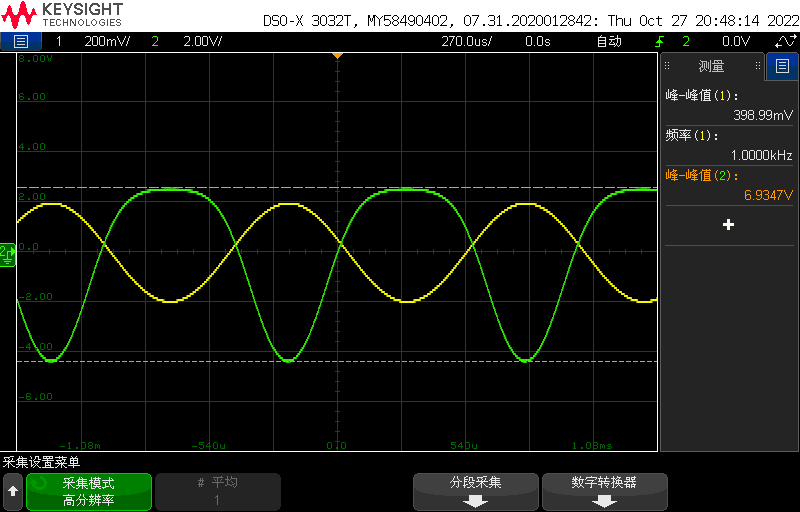 KEYSIGHT
TECHNOLOGIES
DSO-X 3032T, MY58490402, 07.31.2020012842: Thu Oct 27 20:48:14 2022
1 200mV/ 2 2.00V/ 270.0us/ 0.0s 自动 2 0.0V
8.00V
6.00
4.00
2.00
0.0
-2.00
-4.00
-6.00
-1.08m -540u 0.0 540u 1.08ms
2
测量
峰-峰值(1):
398.99mV
频率(1):
1.0000kHz
峰-峰值(2):
6.9347V
+
采集设置菜单
采集模式
高分辨率
# 平均
1
分段采集
数字转换器